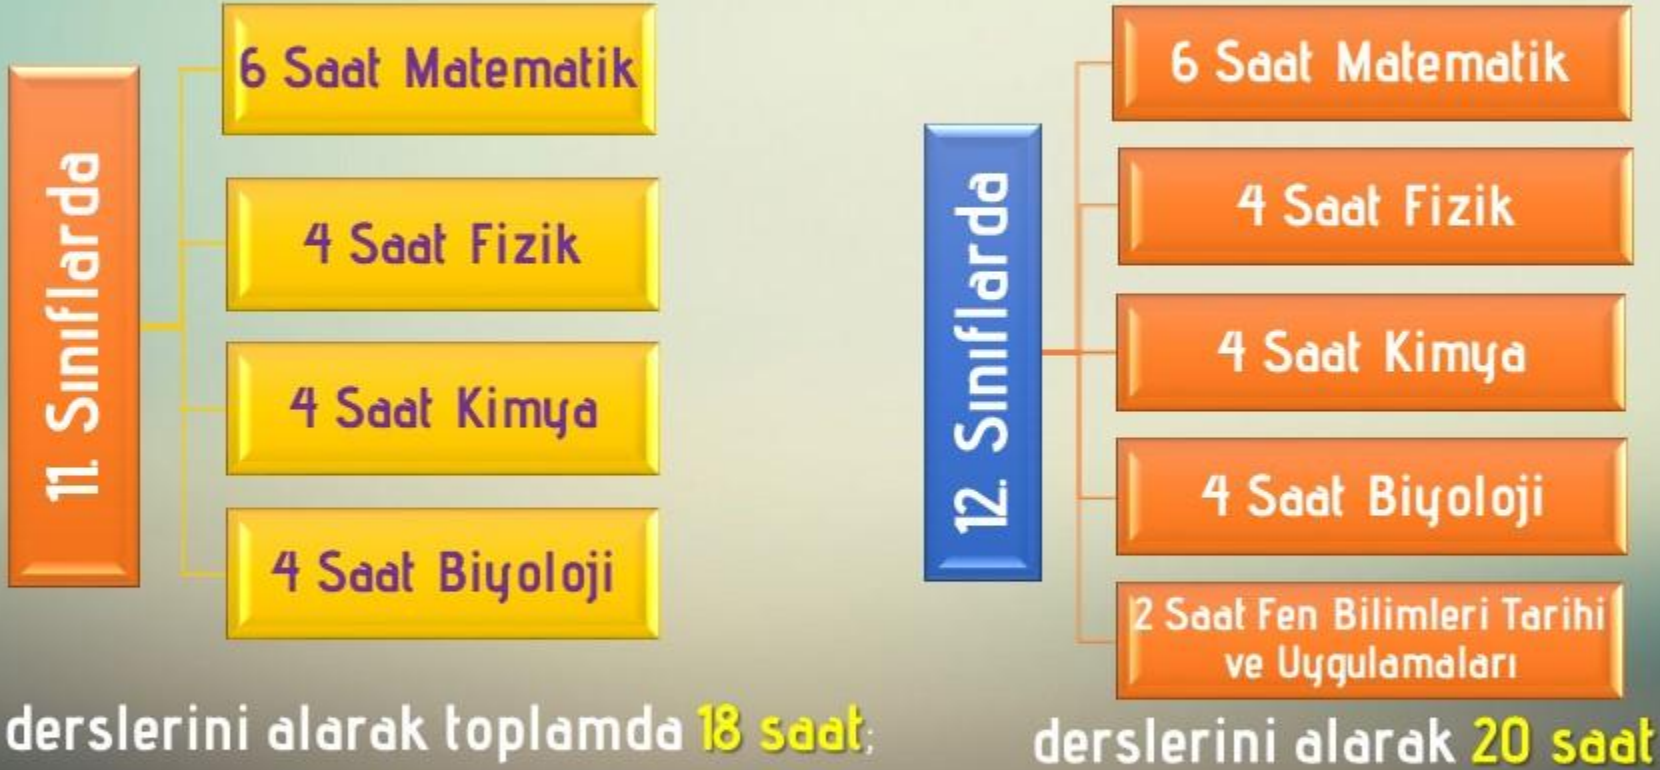 11. Sınıflarda
6 Saat Matematik
4 Saat Fizik
4 Saat Kimya
4 Saat Biyoloji
derslerini alarak toplamda 18 saat;
12. Sınıflarda
6 Saat Matematik
4 Saat Fizik
4 Saat Kimya
4 Saat Biyoloji
2 Saat Fen Bilimleri Tarihi
ve Uygulamaları
derslerini alarak 20 saat